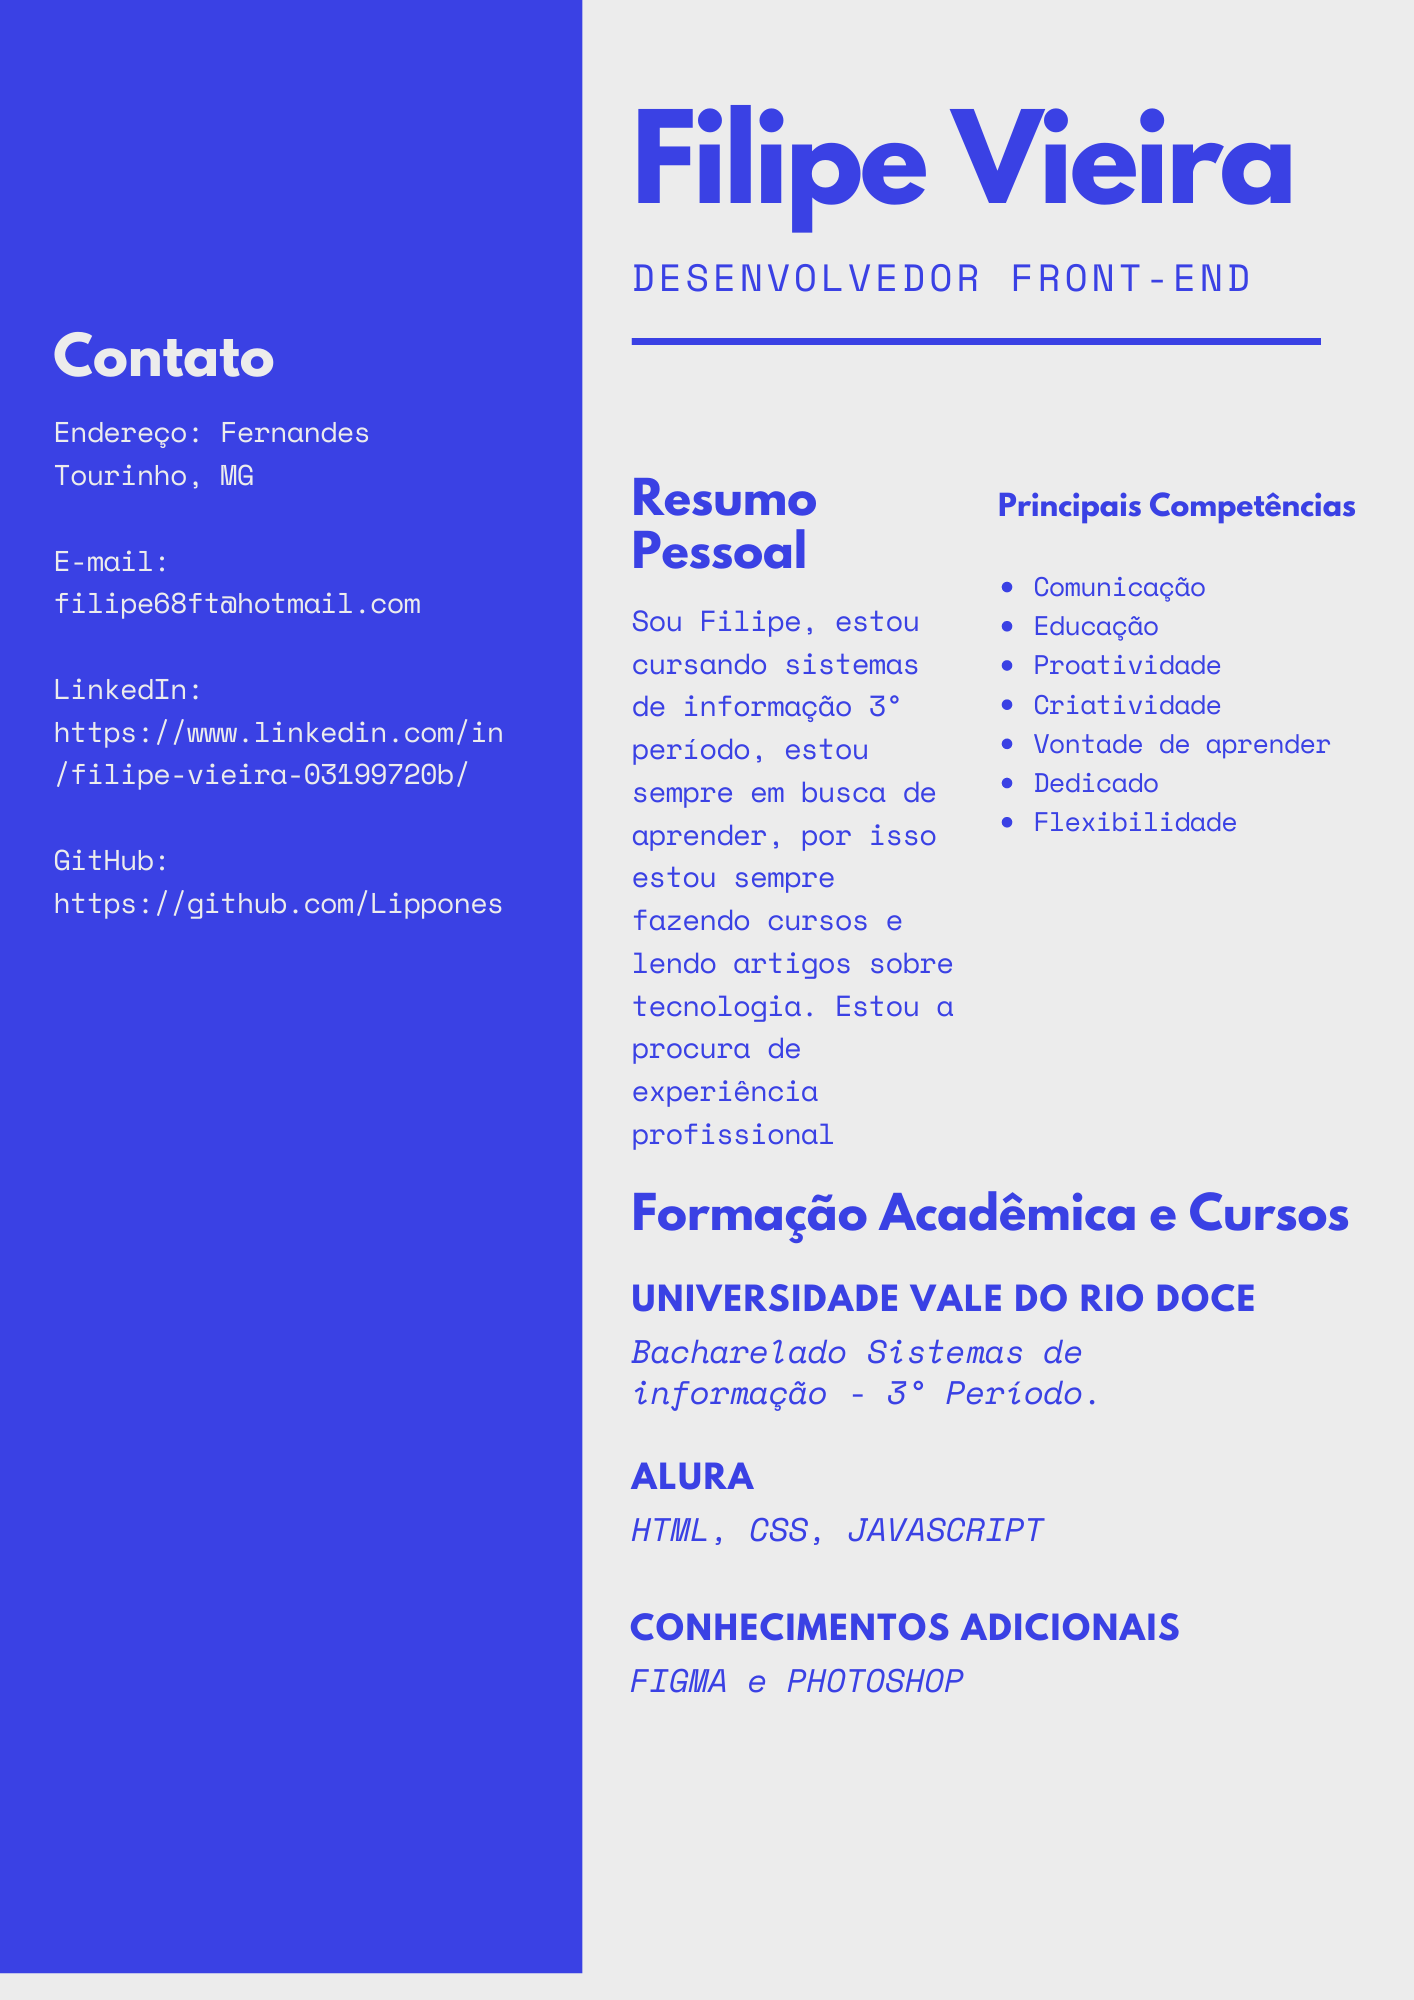 Filipe Vieira
DESENVOLVEDOR FRONT-END
Contato
Endereço: Fernandes
Tourinho, MG
E-mail:
filipe68ft@hotmail.com
LinkedIn:
https://www.linkedin.com/in
/filipe-vieira-03199720b/
GitHub:
https://github.com/Lippones
Resumo
Pessoal
Sou Filipe, estou
cursando sistemas
de informação 3°
período, estou
sempre em busca de
aprender, por isso
estou sempre
fazendo cursos e
lendo artigos sobre
tecnologia. Estou a
procura de
experiência
profissional
Principais Competências
• Comunicação
• Educação
• Proatividade
• Criatividade
• Vontade de aprender
• Dedicado
• Flexibilidade
Formação Acadêmica e Cursos
UNIVERSIDADE VALE DO RIO DOCE
Bacharelado Sistemas de
informação - 3° Período.
ALURA
HTML, CSS, JAVASCRIPT
CONHECIMENTOS ADICIONAIS
FIGMA e PHOTOSHOP